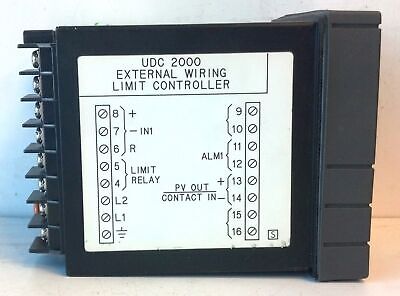 UDC 2000
EXTERNAL WIRING
LIMIT CONTROLLER
8 +
7 − IN1
6 R
5 LIMIT
4 RELAY
L2
L1
9
10
11 ALM1
12
PV OUT + 13
CONTACT IN − 14
15
16
S